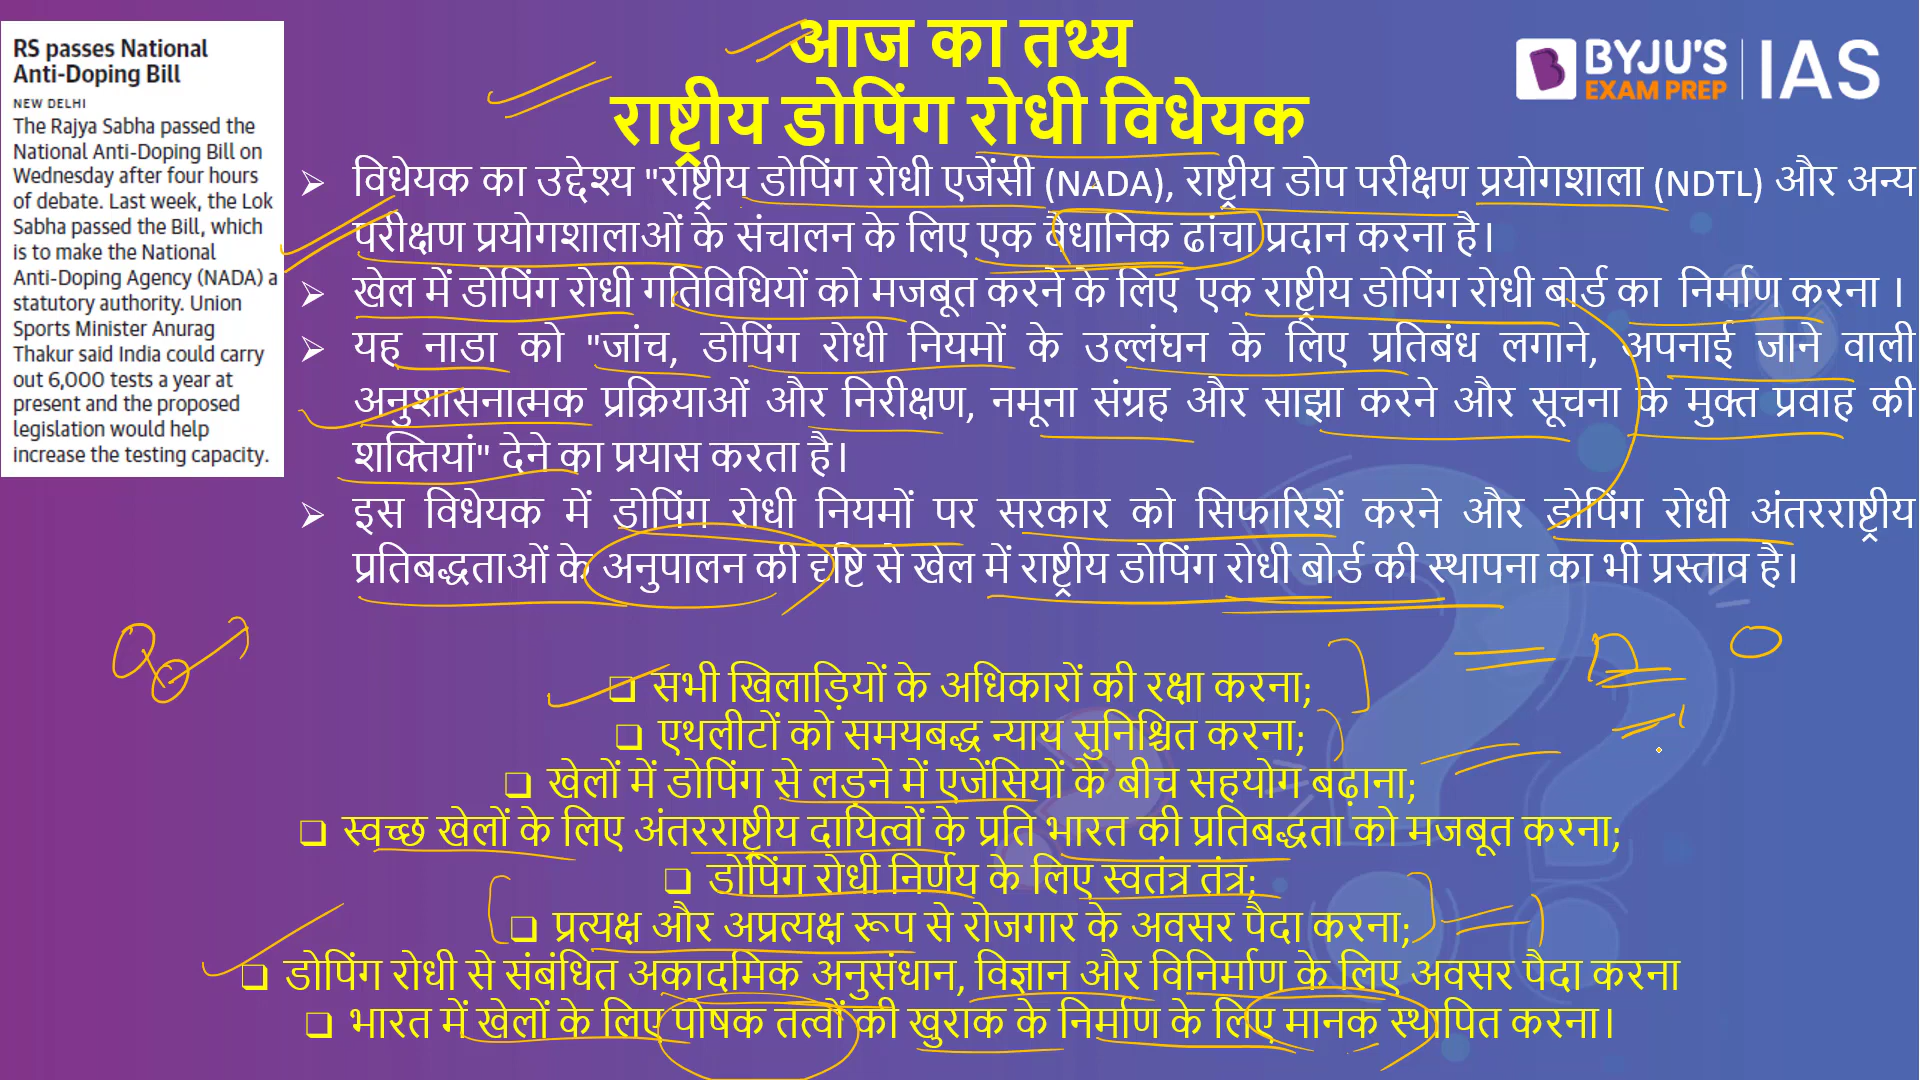 RS passes National
Anti-Doping Bill
NEW DELHI
The Rajya Sabha passed the
National Anti-Doping Bill on
Wednesday after four hours
of debate. Last week, the Lok
Sabha passed the Bill, which
is to make the National
Anti-Doping Agency (NADA) a
statutory authority. Union
Sports Minister Anurag
Thakur said India could carry
out 6,000 tests a year at
present and the proposed
legislation would help
increase the testing capacity.
आज का तथ्य
राष्ट्रीय डोपिंग रोधी विधेयक
BYJU'S
EXAM PREP
IAS
विधेयक का उद्देश्य "राष्ट्रीय डोपिंग रोधी एजेंसी (NADA), राष्ट्रीय डोप परीक्षण प्रयोगशाला (NDTL) और अन्य
परीक्षण प्रयोगशालाओं के संचालन के लिए एक वैधानिक ढांचा प्रदान करना है।
खेल में डोपिंग रोधी गतिविधियों को मजबूत करने के लिए एक राष्ट्रीय डोपिंग रोधी बोर्ड का निर्माण करना ।
यह नाडा को "जांच, डोपिंग रोधी नियमों के उल्लंघन के लिए प्रतिबंध लगाने, अपनाई जाने वाली
अनुशासनात्मक प्रक्रियाओं और निरीक्षण, नमूना संग्रह और साझा करने और सूचना के मुक्त प्रवाह की
शक्तियां" देने का प्रयास करता है।
इस विधेयक में डोपिंग रोधी नियमों पर सरकार को सिफारिशें करने और डोपिंग रोधी अंतरराष्ट्रीय
प्रतिबद्धताओं के अनुपालन की दृष्टि से खेल में राष्ट्रीय डोपिंग रोधी बोर्ड की स्थापना का भी प्रस्ताव है।
सभी खिलाड़ियों के अधिकारों की रक्षा करना;
एथलीटों को समयबद्ध न्याय सुनिश्चित करना;
खेलों में डोपिंग से लड़ने में एजेंसियों के बीच सहयोग बढ़ाना;
स्वच्छ खेलों के लिए अंतरराष्ट्रीय दायित्वों के प्रति भारत की प्रतिबद्धता को मजबूत करना;
डोपिंग रोधी निर्णय के लिए स्वतंत्र तंत्र;
प्रत्यक्ष और अप्रत्यक्ष रूप से रोजगार के अवसर पैदा करना;
डोपिंग रोधी से संबंधित अकादमिक अनुसंधान, विज्ञान और विनिर्माण के लिए अवसर पैदा करना
भारत में खेलों के लिए पोषक तत्वों की खुराक के निर्माण के लिए मानक स्थापित करना।